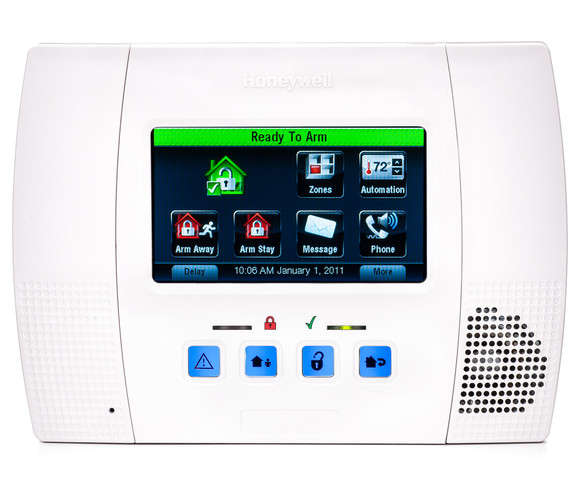 Honeywell
Ready To Arm
Zones
72°
Automation
Arm Away
Arm Stay
Message
Phone
Delay
10:06 AM January 1, 2011
More